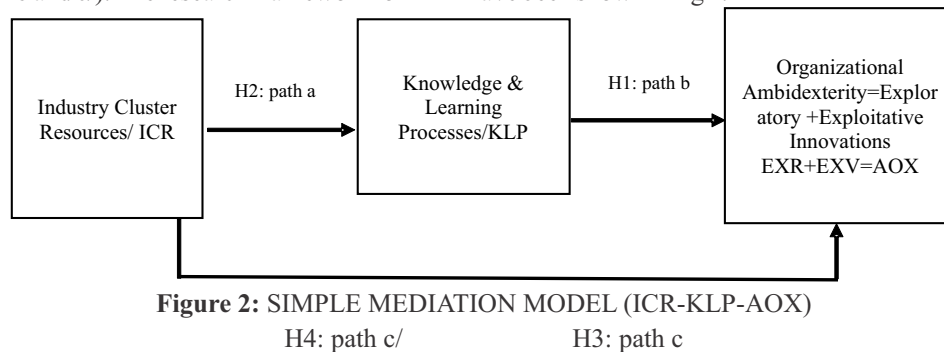 H2: path a
H1: path b
Industry Cluster
Resources/ ICR
Knowledge &
Learning
Processes/KLP
Organizational
Ambidexterity=Explor
atory +Exploitative
Innovations
EXR+EXV=AOX
Figure 2: SIMPLE MEDIATION MODEL (ICR-KLP-AOX)
H4: path c/ H3: path c